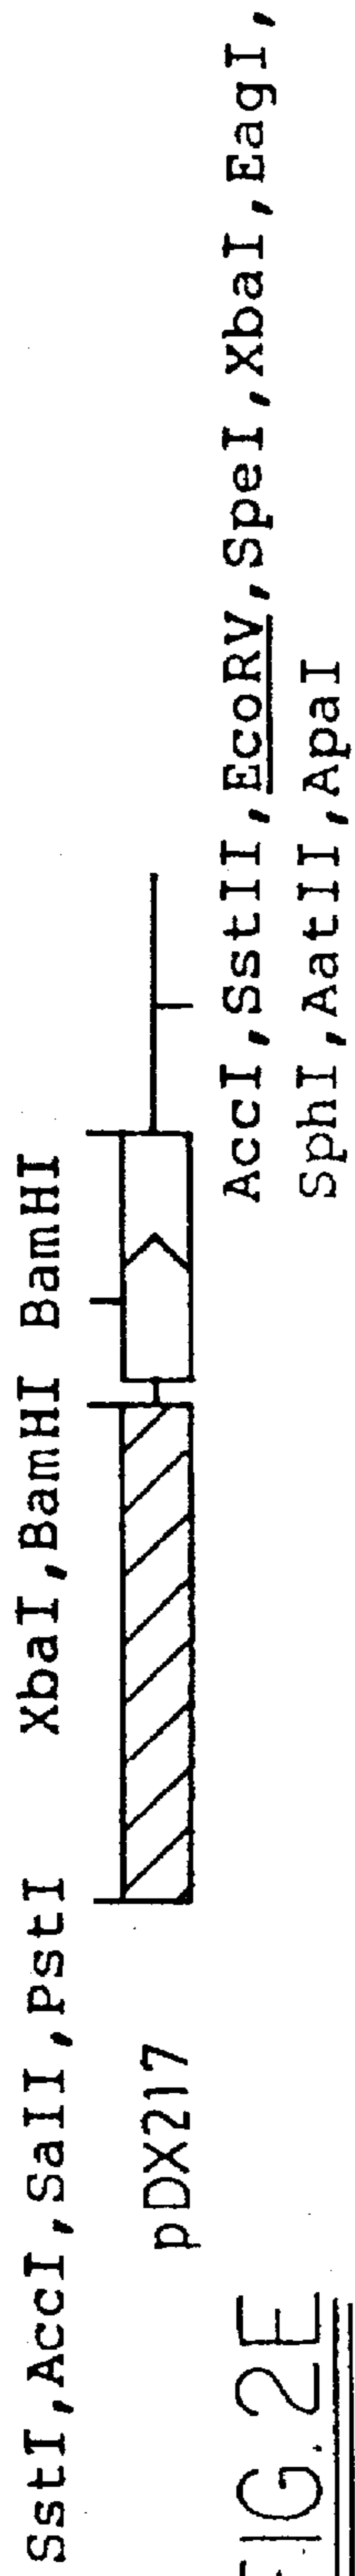 SstI,AccI,SalI,PstI
XbaI,BamHI BamHI
pDX217
AccI,SstII,EcoRV,SpeI,XbaI,EagI,
SphI,AatII,ApaI
FIG. 2E